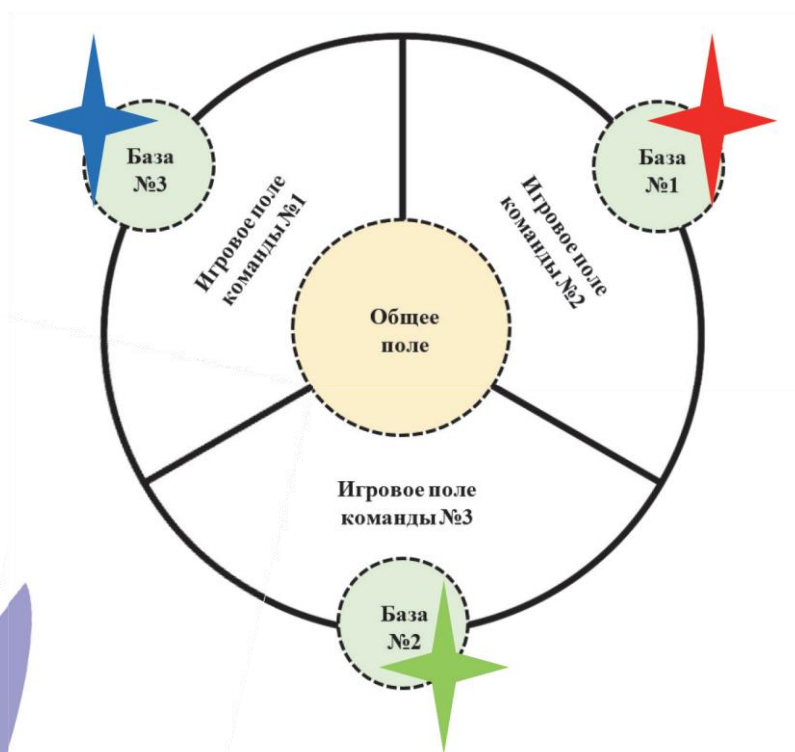 База
№3
База
№1
Игровое поле
команды №1
Игровое поле
команды №2
Общее
поле
Игровое поле
команды №3
База
№2